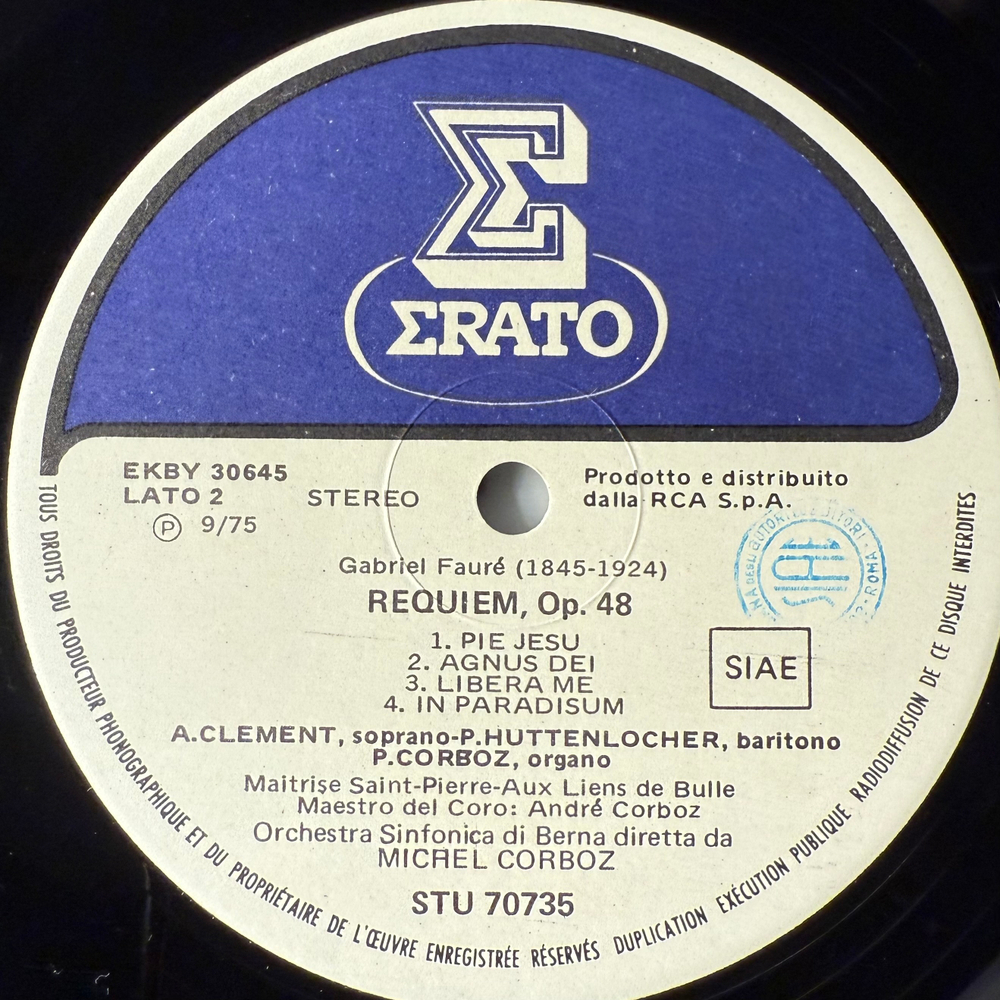 Σ
ΣRATO
EKBY 30645
LATO 2
STEREO
Ⓟ 9/75
Prodotto e distribuito
dalla RCA S.p.A.
SIAE
ROMA
Gabriel Fauré (1845-1924)
REQUIEM, Op. 48
1. PIE JESU
2. AGNUS DEI
3. LIBERA ME
4. IN PARADISUM
SIAE
A.CLEMENT, soprano-P.HUTTENLOCHER, baritono
P.CORBOZ, organo
Maitrise Saint-Pierre-Aux Liens de Bulle
Maestro del Coro: André Corboz
Orchestra Sinfonica di Berna diretta da
MICHEL CORBOZ
STU 70735
TOUS DROITS DU PRODUCTEUR PHONOGRAPHIQUE ET DU PROPRIÉTAIRE DE L'ŒUVRE ENREGISTRÉE RÉSERVÉS DUPLICATION EXÉCUTION PUBLIQUE RADIODIFFUSION DE CE DISQUE INTERDITES